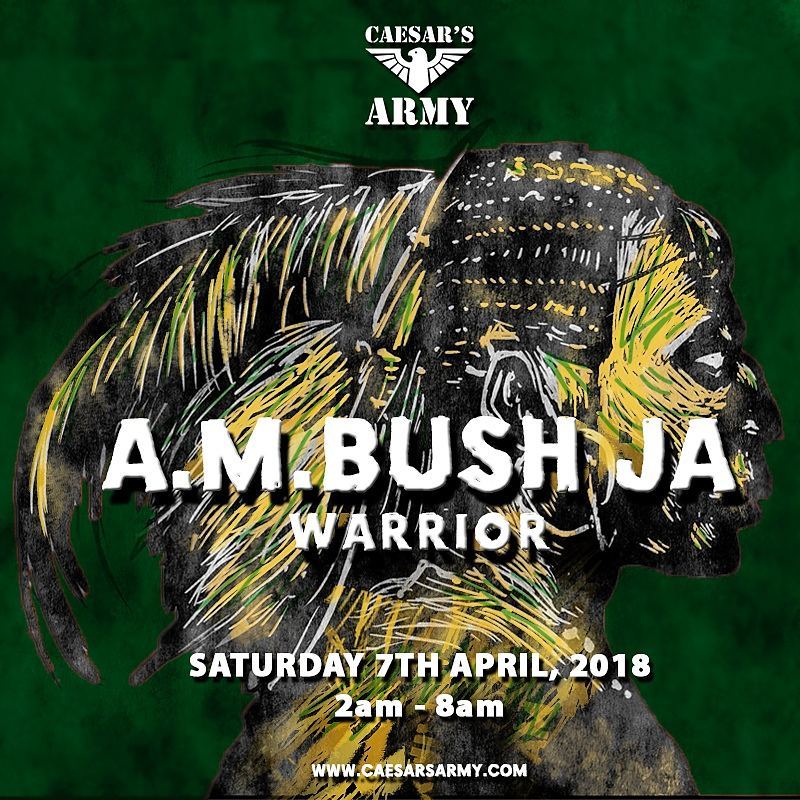 CAESAR'S
ARMY
A.M.BUSH JA
WARRIOR
SATURDAY 7TH APRIL, 2018
2am - 8am
WWW.CAESARSARMY.COM